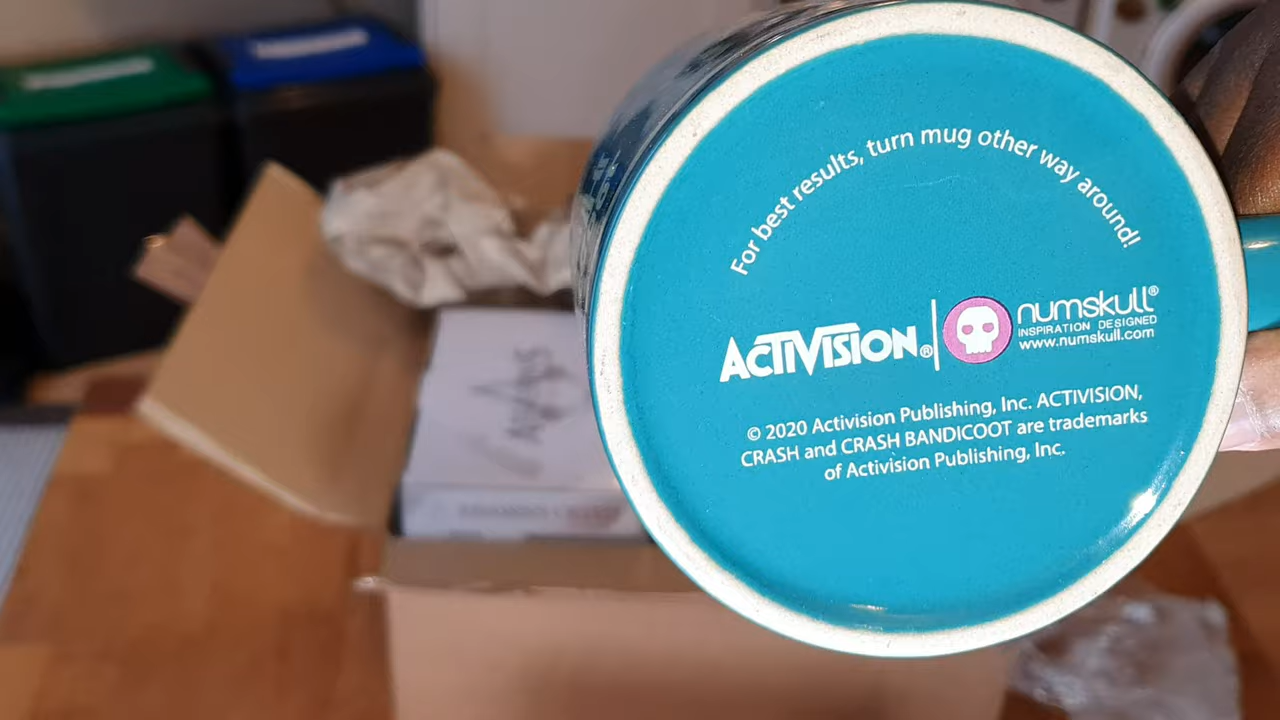 For best results, turn mug other way around!
ACTIVISION®
numskull®
INSPIRATION DESIGNED
www.numskull.com
© 2020 Activision Publishing, Inc. ACTIVISION,
CRASH and CRASH BANDICOOT are trademarks
of Activision Publishing, Inc.